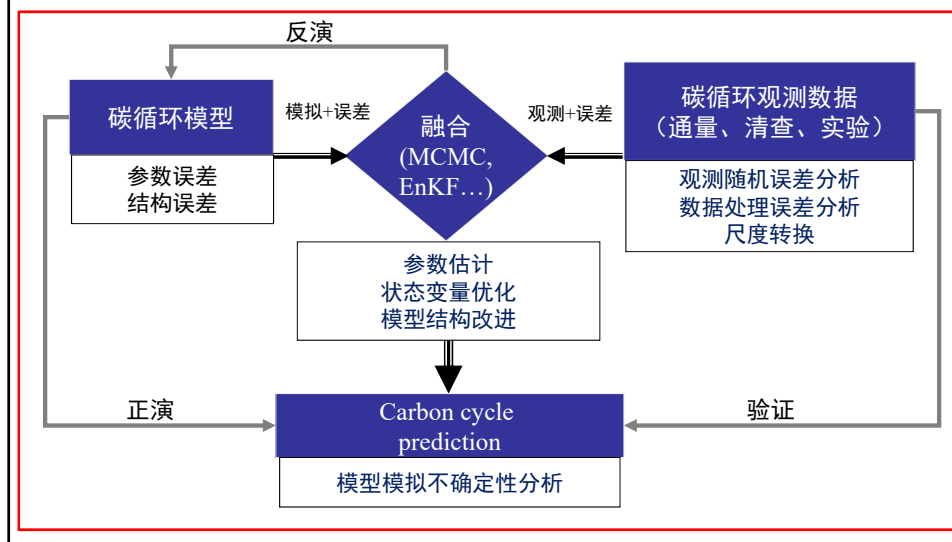 反演
碳循环模型
参数误差
结构误差
模拟+误差
融合
(MCMC,
EnKF…)
观测+误差
碳循环观测数据
（通量、清查、实验）
观测随机误差分析
数据处理误差分析
尺度转换
参数估计
状态变量优化
模型结构改进
正演
Carbon cycle
prediction
验证
模型模拟不确定性分析